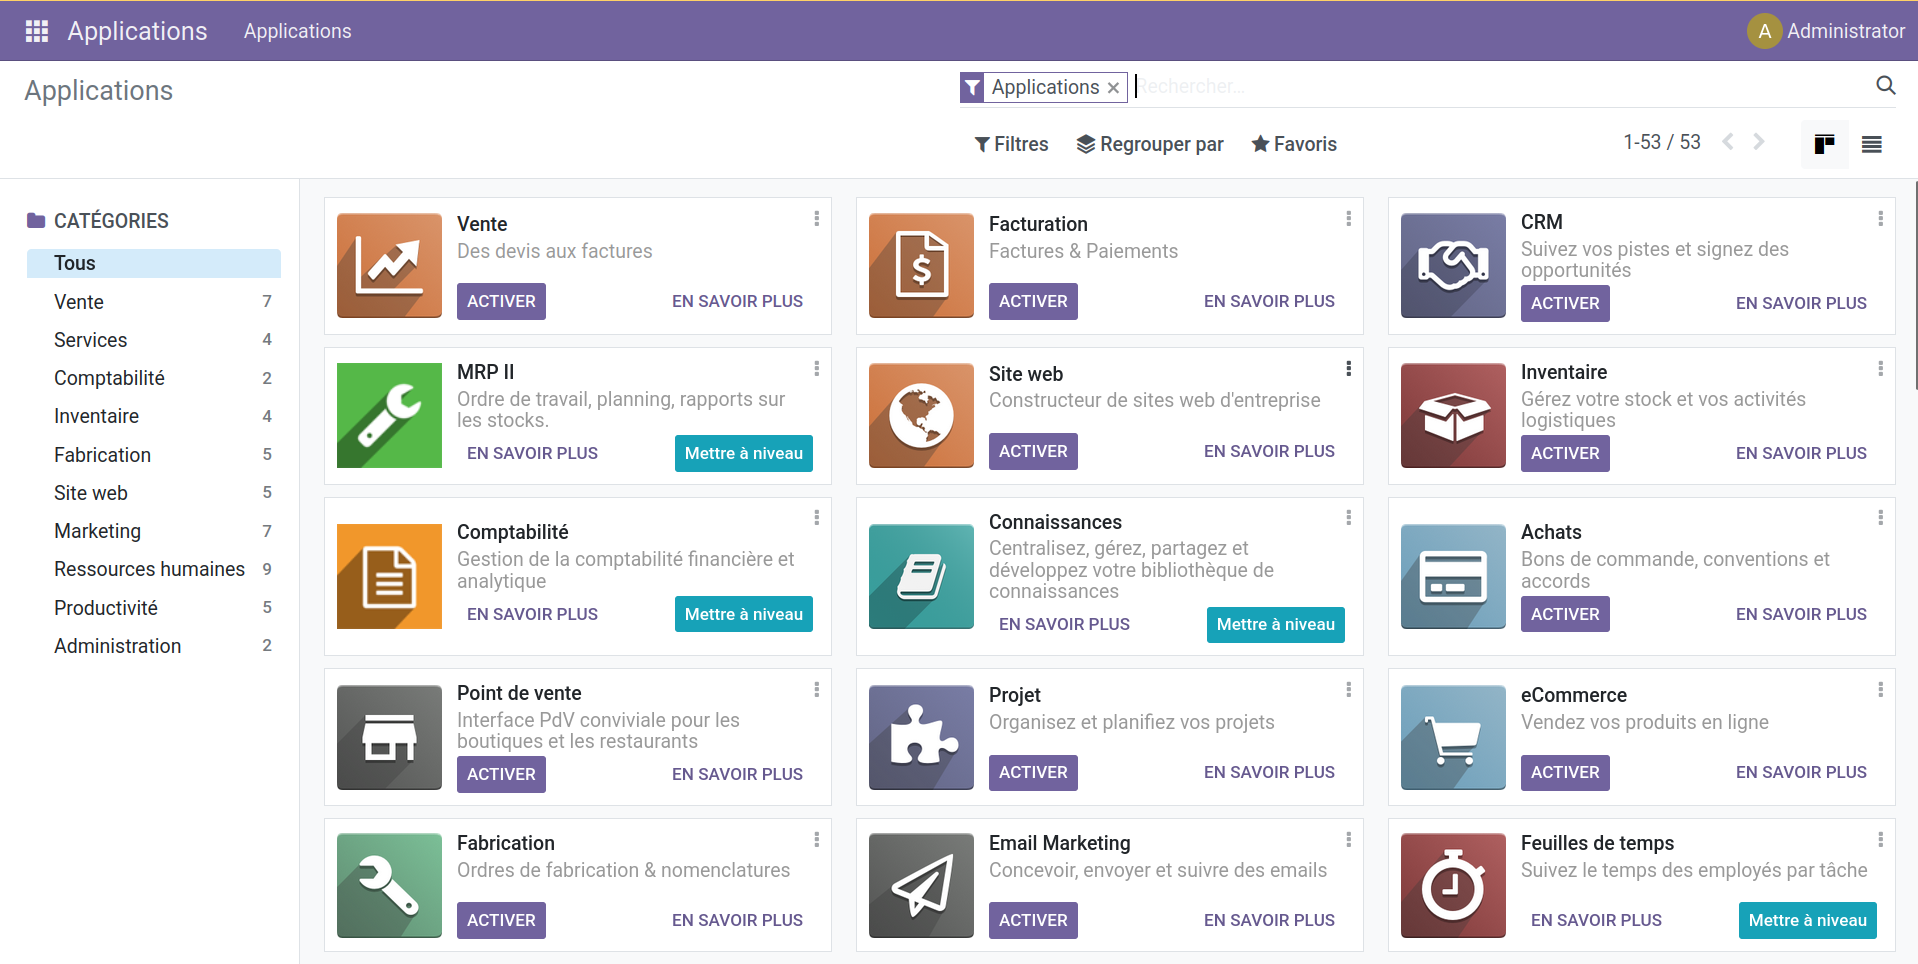 Applications Applications A Administrator
Applications
Applications × Rechercher...
Filtres Regrouper par Favoris 1-53 / 53
CATÉGORIES
Tous
Vente 7
Services 4
Comptabilité 2
Inventaire 4
Fabrication 5
Site web 5
Marketing 7
Ressources humaines 9
Productivité 5
Administration 2
Vente
Des devis aux factures
ACTIVER EN SAVOIR PLUS
Facturation
Factures & Paiements
ACTIVER EN SAVOIR PLUS
CRM
Suivez vos pistes et signez des
opportunités
ACTIVER EN SAVOIR PLUS
MRP II
Ordre de travail, planning, rapports sur
les stocks.
EN SAVOIR PLUS Mettre à niveau
Site web
Constructeur de sites web d'entreprise
ACTIVER EN SAVOIR PLUS
Inventaire
Gérez votre stock et vos activités
logistiques
ACTIVER EN SAVOIR PLUS
Comptabilité
Gestion de la comptabilité financière et
analytique
EN SAVOIR PLUS Mettre à niveau
Connaissances
Centralisez, gérez, partagez et
développez votre bibliothèque de
connaissances
EN SAVOIR PLUS Mettre à niveau
Achats
Bons de commande, conventions et
accords
ACTIVER EN SAVOIR PLUS
Point de vente
Interface PdV conviviale pour les
boutiques et les restaurants
ACTIVER EN SAVOIR PLUS
Projet
Organisez et planifiez vos projets
ACTIVER EN SAVOIR PLUS
eCommerce
Vendez vos produits en ligne
ACTIVER EN SAVOIR PLUS
Fabrication
Ordres de fabrication & nomenclatures
ACTIVER EN SAVOIR PLUS
Email Marketing
Concevoir, envoyer et suivre des emails
ACTIVER EN SAVOIR PLUS
Feuilles de temps
Suivez le temps des employés par tâche
EN SAVOIR PLUS Mettre à niveau